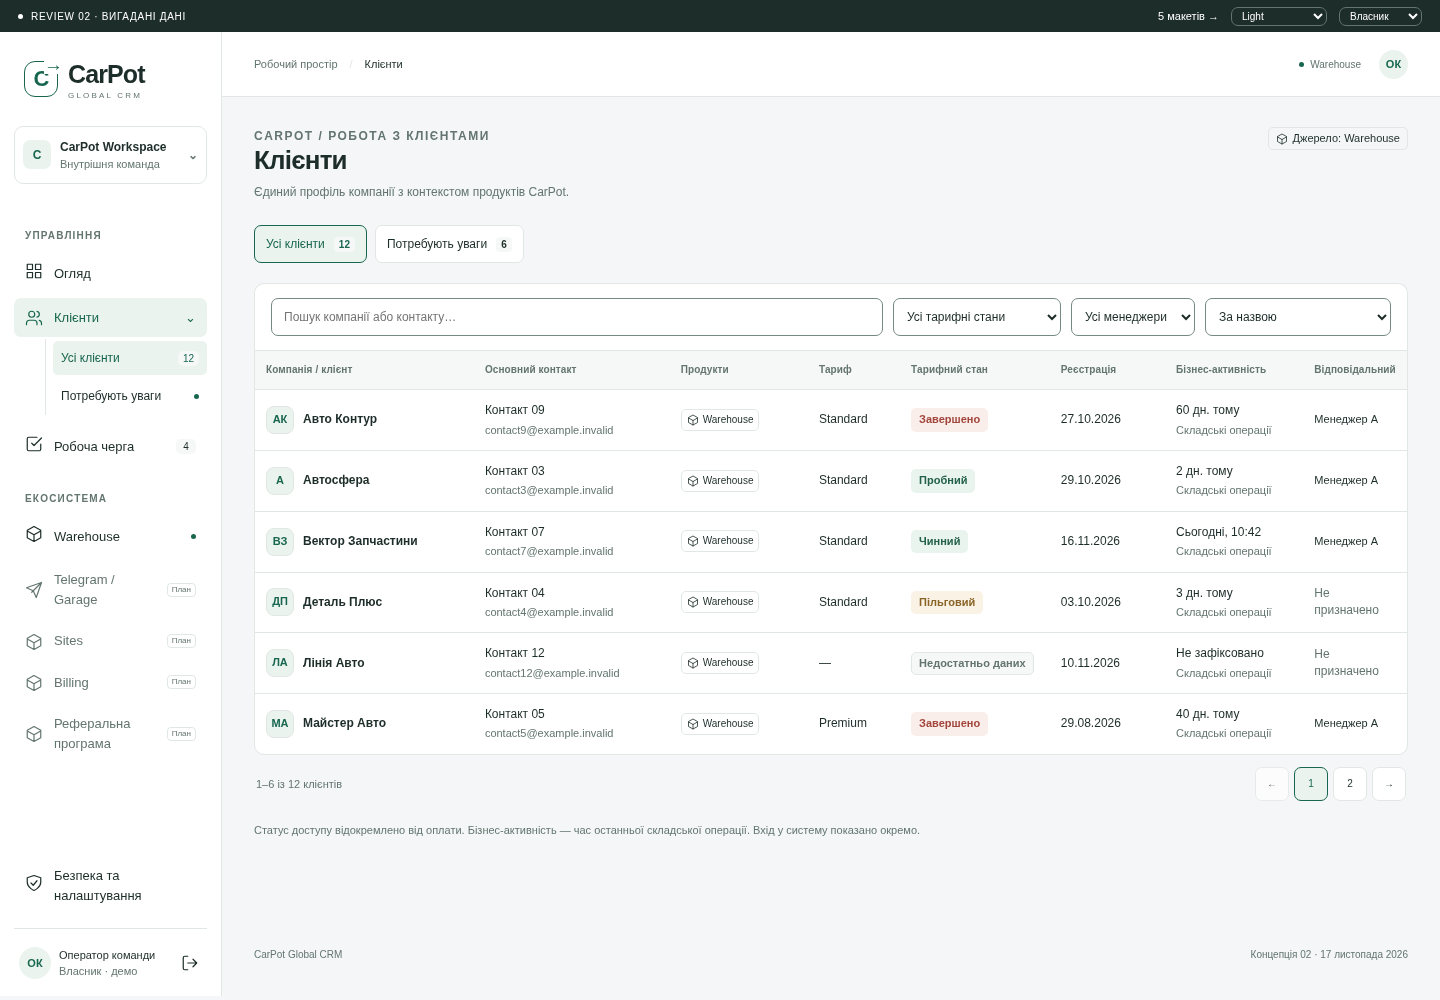 REVIEW 02 · ВИГАДАНІ ДАНІ
5 макетів →
Light
Власник
C
CarPot
GLOBAL CRM
Робочий простір / Клієнти
Warehouse
ОК
C
CarPot Workspace
Внутрішня команда
УПРАВЛІННЯ
Огляд
Клієнти
Усі клієнти 12
Потребують уваги
Робоча черга 4
ЕКОСИСТЕМА
Warehouse
Telegram /
Garage
План
Sites План
Billing План
Реферальна
програма
План
Безпека та
налаштування
ОК
Оператор команди
Власник · демо
CARPOT / РОБОТА З КЛІЄНТАМИ
Клієнти
Єдиний профіль компанії з контекстом продуктів CarPot.
Джерело: Warehouse
Усі клієнти 12
Потребують уваги 6
Пошук компанії або контакту…
Усі тарифні стани
Усі менеджери
За назвою
Компанія / клієнт Основний контакт Продукти Тариф Тарифний стан Реєстрація Бізнес-активність Відповідальний
АК Авто Контур Контакт 09 Warehouse Standard Завершено 27.10.2026 60 дн. тому Менеджер А
contact9@example.invalid Складські операції
А Автосфера Контакт 03 Warehouse Standard Пробний 29.10.2026 2 дн. тому Менеджер А
contact3@example.invalid Складські операції
ВЗ Вектор Запчастини Контакт 07 Warehouse Standard Чинний 16.11.2026 Сьогодні, 10:42 Менеджер А
contact7@example.invalid Складські операції
ДП Деталь Плюс Контакт 04 Warehouse Standard Пільговий 03.10.2026 3 дн. тому Не
contact4@example.invalid Складські операції призначено
ЛА Лінія Авто Контакт 12 Warehouse — Недостатньо даних 10.11.2026 Не зафіксовано Не
contact12@example.invalid Складські операції призначено
МА Майстер Авто Контакт 05 Warehouse Premium Завершено 29.08.2026 40 дн. тому Менеджер А
contact5@example.invalid Складські операції
1–6 із 12 клієнтів
← 1 2 →
Статус доступу відокремлено від оплати. Бізнес-активність — час останньої складської операції. Вхід у систему показано окремо.
CarPot Global CRM
Концепція 02 · 17 листопада 2026